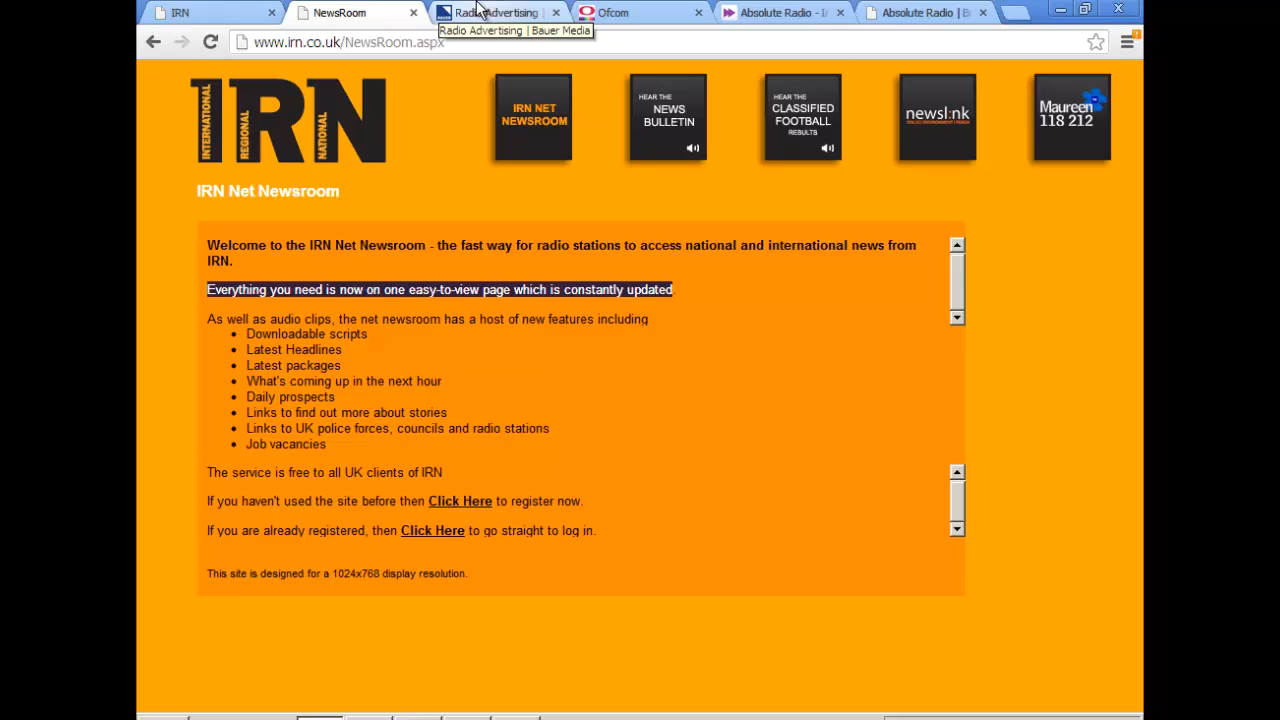 IRN
NewsRoom
Radio Advertising |
Ofcom
Absolute Radio -
Absolute Radio |
Radio Advertising | Bauer Media
www.irn.co.uk/NewsRoom.aspx
INTERNATIONAL
REGIONAL
NATIONAL
IRN
IRN NET
NEWSROOM
HEAR THE
NEWS
BULLETIN
HEAR THE
CLASSIFIED
FOOTBALL
RESULTS
newsl:nk
Maureen
118 212
IRN Net Newsroom
Welcome to the IRN Net Newsroom - the fast way for radio stations to access national and international news from
IRN.
Everything you need is now on one easy-to-view page which is constantly updated.
As well as audio clips, the net newsroom has a host of new features including
• Downloadable scripts
• Latest Headlines
• Latest packages
• What's coming up in the next hour
• Daily prospects
• Links to find out more about stories
• Links to UK police forces, councils and radio stations
• Job vacancies
The service is free to all UK clients of IRN
If you haven't used the site before then Click Here to register now.
If you are already registered, then Click Here to go straight to log in.
This site is designed for a 1024x768 display resolution.